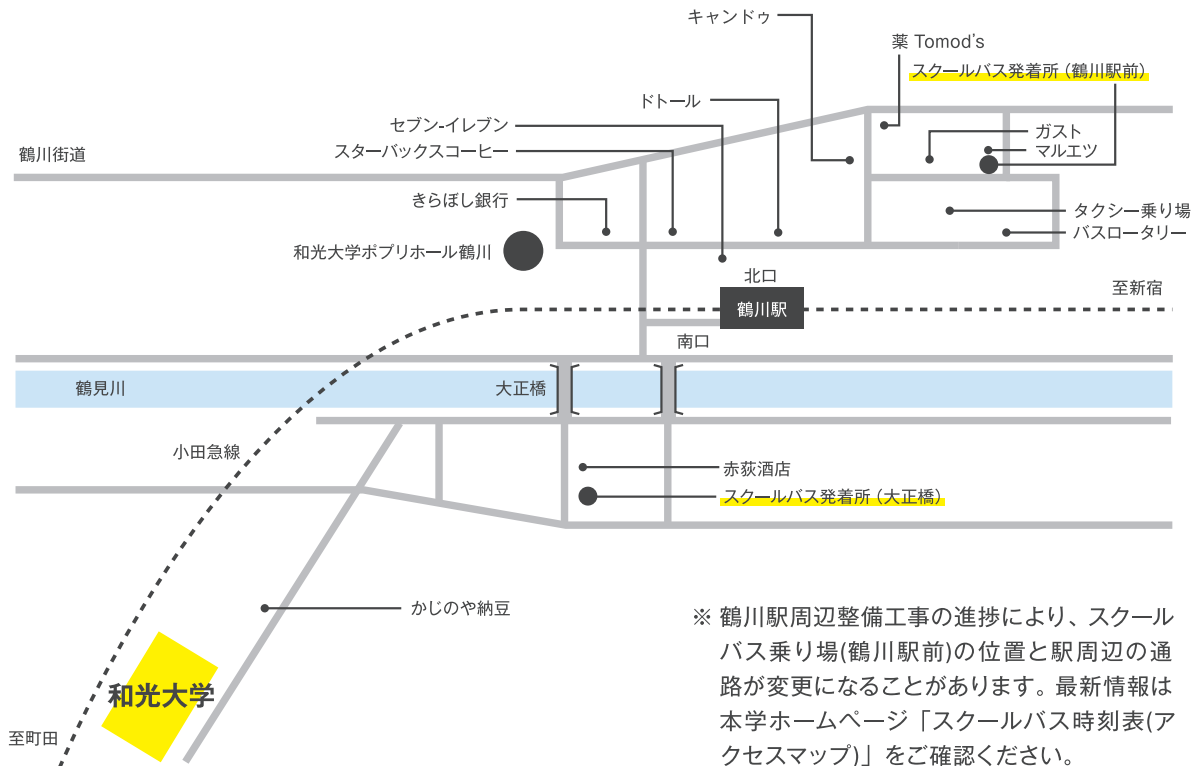 キャンドゥ
薬 Tomod's
スクールバス発着所（鶴川駅前）
ドトール
セブン-イレブン
ガスト
鶴川街道
スターバックスコーヒー
マルエツ
きらぼし銀行
タクシー乗り場
バスロータリー
和光大学ポプリホール鶴川
北口
至新宿
鶴川駅
南口
鶴見川
大正橋
小田急線
赤荻酒店
スクールバス発着所（大正橋）
かじのや納豆
和光大学
至町田
※ 鶴川駅周辺整備工事の進捗により、スクール
バス乗り場(鶴川駅前)の位置と駅周辺の通
路が変更になることがあります。最新情報は
本学ホームページ「スクールバス時刻表(ア
クセスマップ)」をご確認ください。